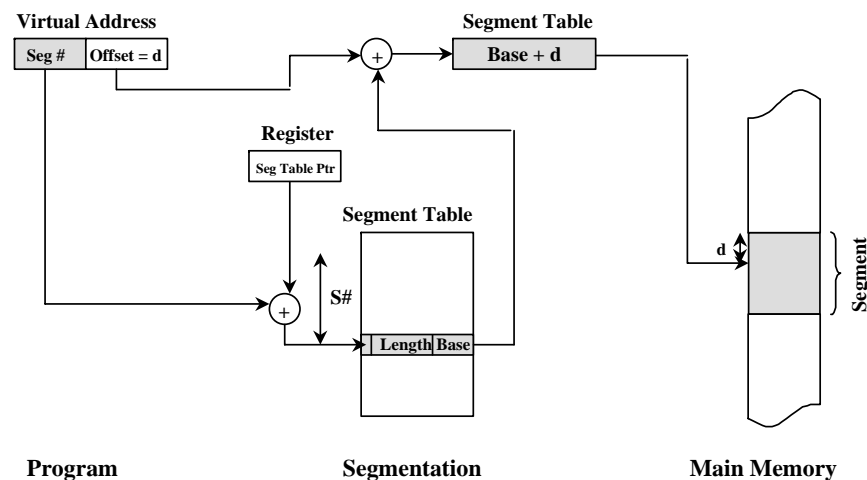 Virtual Address
Segment Table
Seg #
Offset = d
+
Base + d
Register
Seg Table Ptr
Segment Table
d
Segment
S#
+
Length
Base
Program
Segmentation
Main Memory